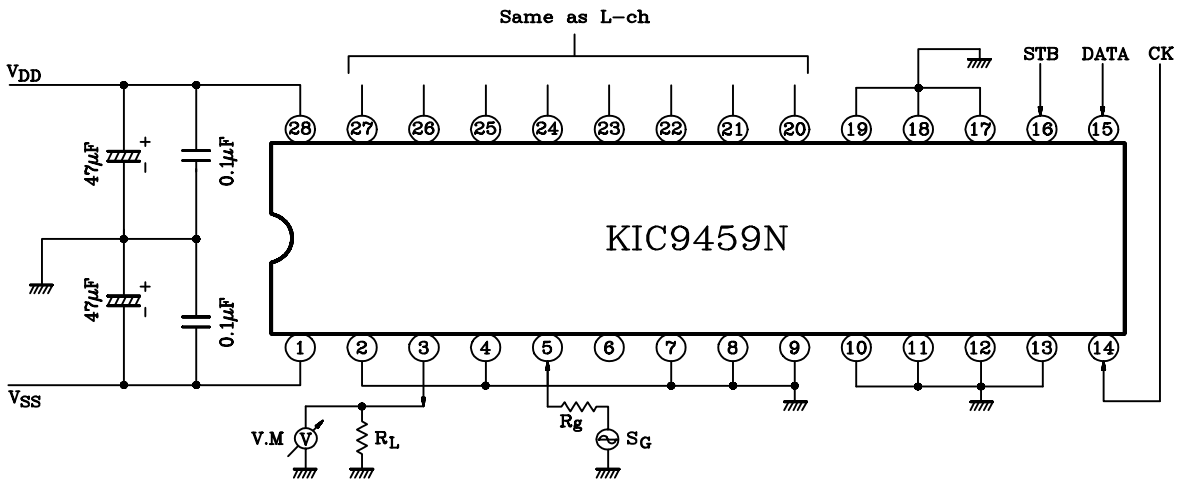 Same as L-ch
VDD
STB DATA CK
28 27 26 25 24 23 22 21 20 19 18 17 16 15
47µF + - 0.1µF
KIC9459N
47µF + - 0.1µF
1 2 3 4 5 6 7 8 9 10 11 12 13 14
VSS
V.M V RL Rg SG